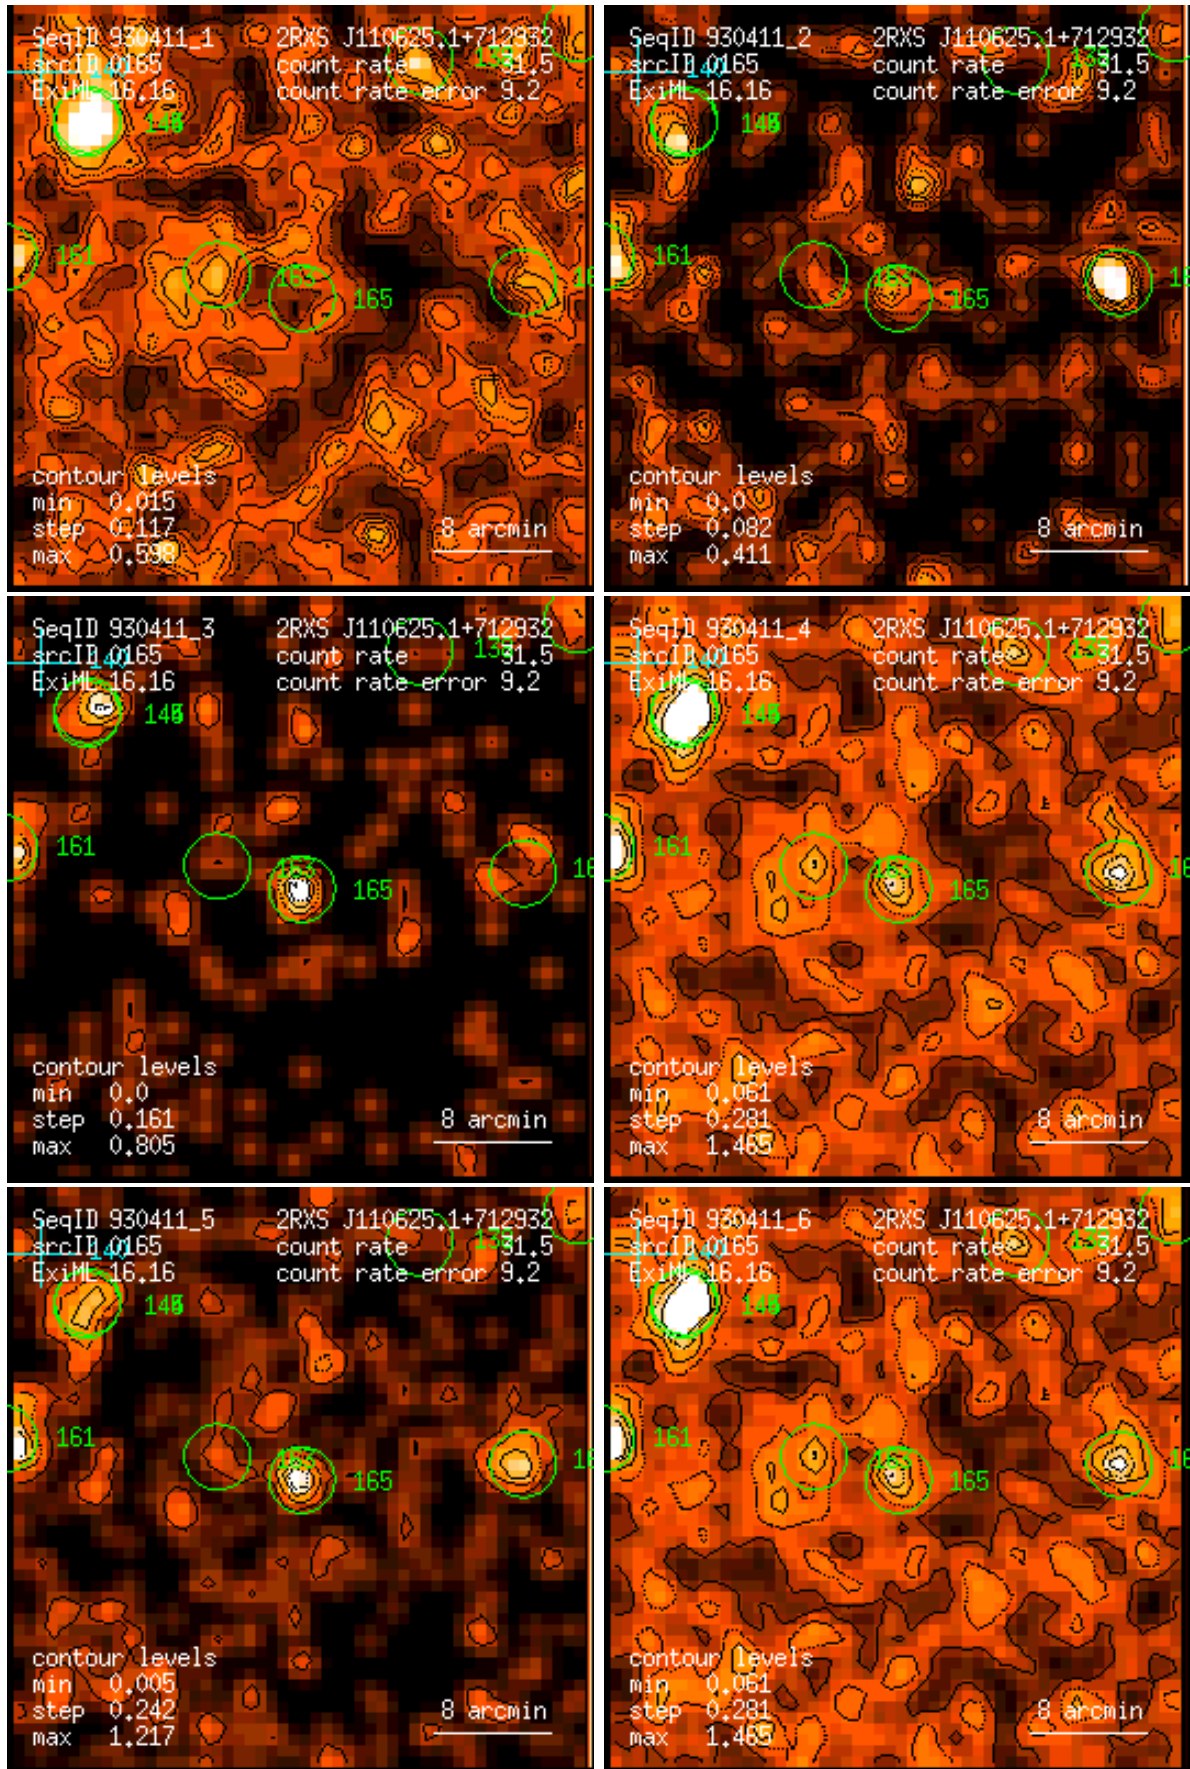 SeqID 930411_1 2RXS J110625.1+712932
srcID 0165 count rate 31.5
ExiML 16.16 count rate error 9.2
161
163
165
contour levels
min 0.015
step 0.117
max 0.598
8 arcmin
SeqID 930411_2 2RXS J110625.1+712932
srcID 0165 count rate 31.5
ExiML 16.16 count rate error 9.2
161
163
165
contour levels
min 0.0
step 0.082
max 0.411
8 arcmin
SeqID 930411_3 2RXS J110625.1+712932
srcID 0165 count rate 31.5
ExiML 16.16 count rate error 9.2
161
163
165
contour levels
min 0.0
step 0.161
max 0.805
8 arcmin
SeqID 930411_4 2RXS J110625.1+712932
srcID 0165 count rate 31.5
ExiML 16.16 count rate error 9.2
161
163
165
contour levels
min 0.061
step 0.281
max 1.465
8 arcmin
SeqID 930411_5 2RXS J110625.1+712932
srcID 0165 count rate 31.5
ExiML 16.16 count rate error 9.2
161
163
165
contour levels
min 0.005
step 0.242
max 1.217
8 arcmin
SeqID 930411_6 2RXS J110625.1+712932
srcID 0165 count rate 31.5
ExiML 16.16 count rate error 9.2
161
163
165
contour levels
min 0.061
step 0.281
max 1.465
8 arcmin